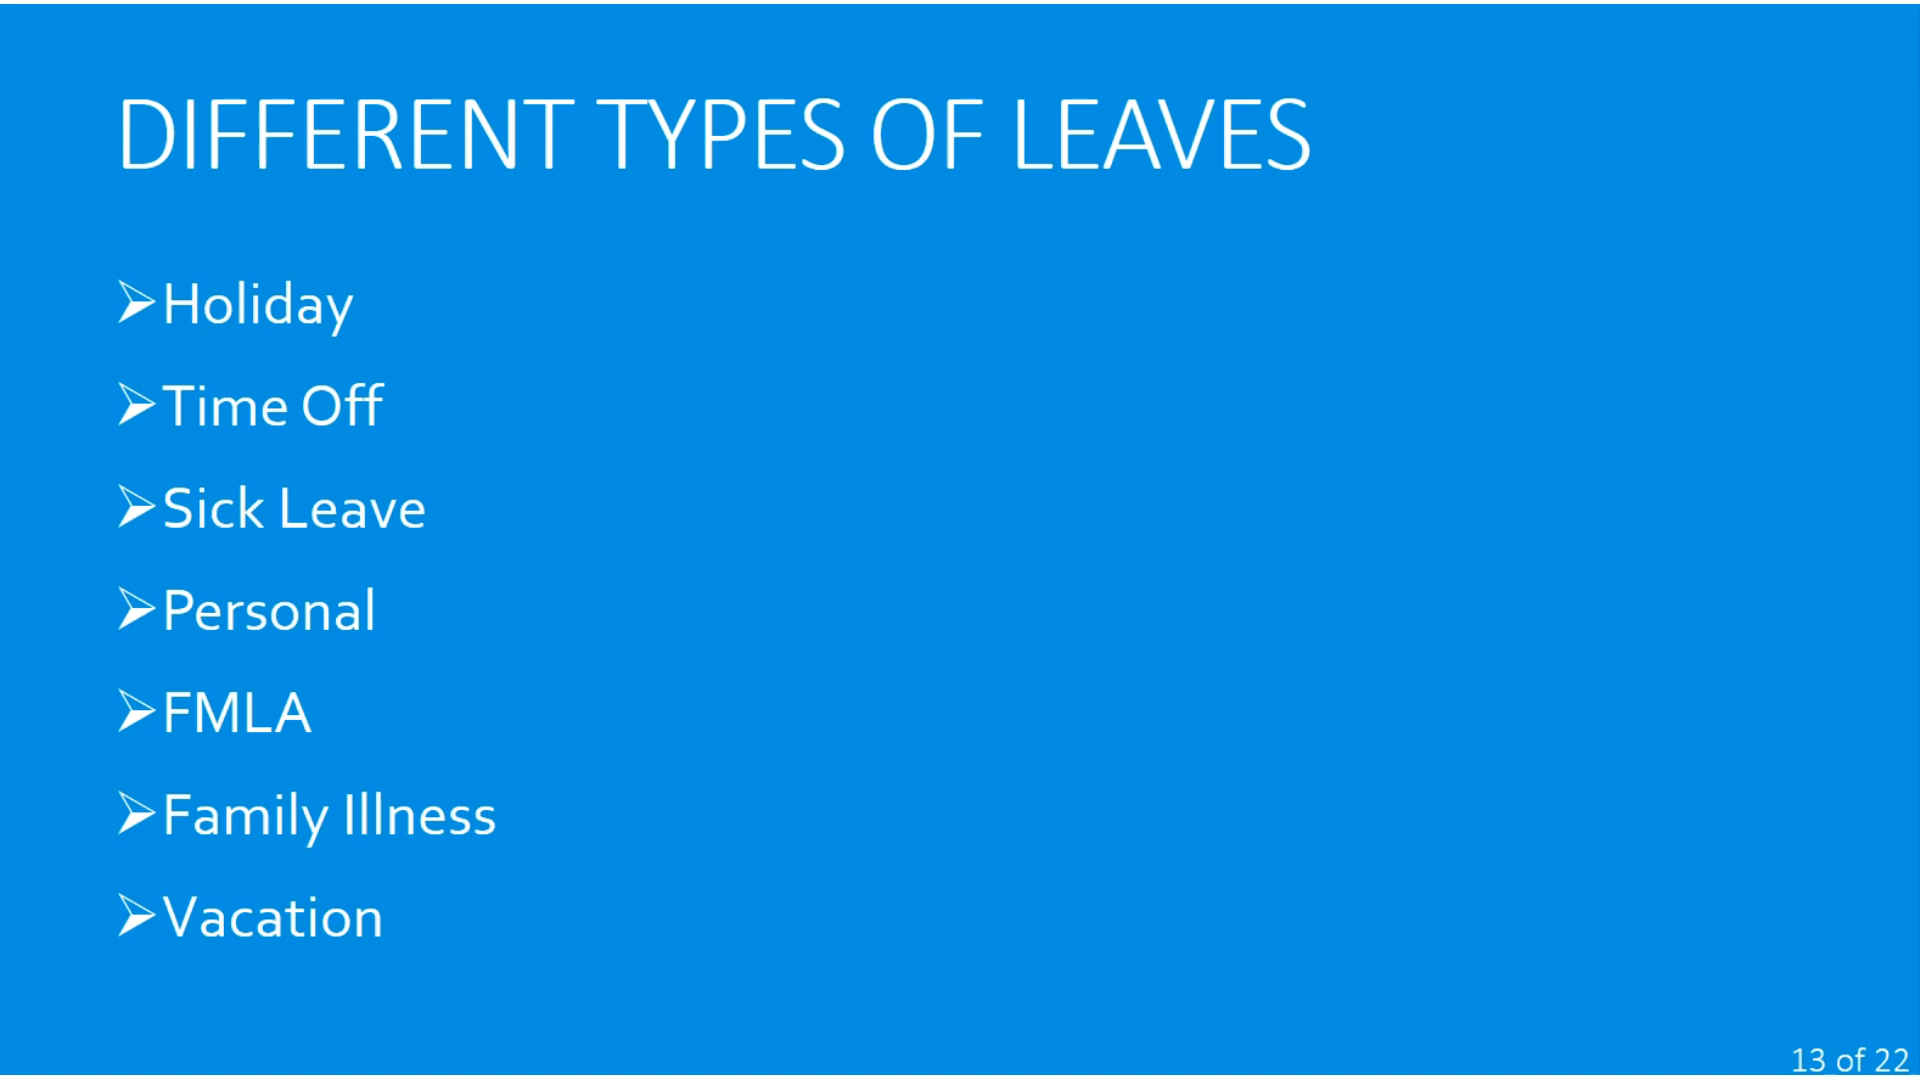 DIFFERENT TYPES OF LEAVES
➢Holiday
➢Time Off
➢Sick Leave
➢Personal
➢FMLA
➢Family Illness
➢Vacation
13 of 22